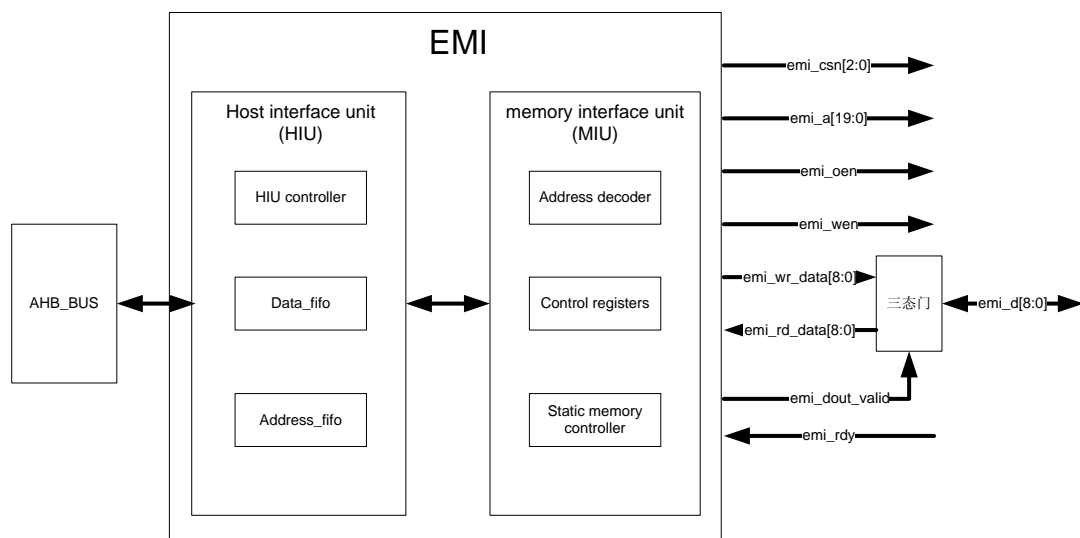 EMI
AHB_BUS
Host interface unit
(HIU)
HIU controller
Data_fifo
Address_fifo
memory interface unit
(MIU)
Address decoder
Control registers
Static memory
controller
emi_csn[2:0]
emi_a[19:0]
emi_oen
emi_wen
emi_wr_data[8:0]
emi_rd_data[8:0]
emi_dout_valid
emi_rdy
三态门
emi_d[8:0]